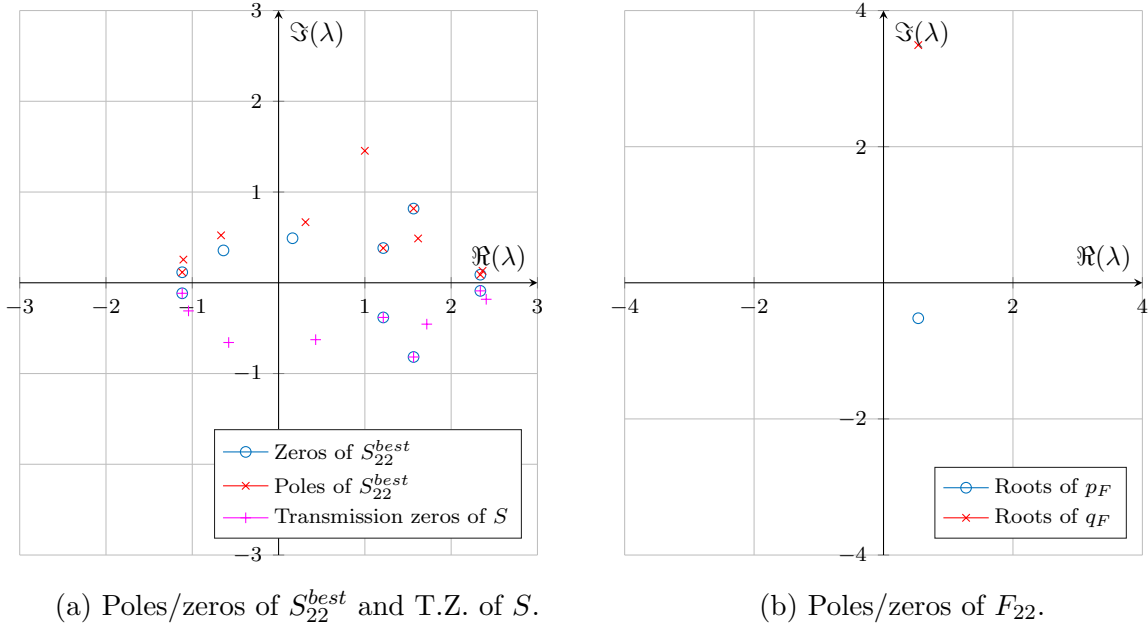 3
ℑ(λ)
2
1
ℜ(λ)
−3 −2 −1 1 2 3
−1
Zeros of S_{22}^{best}
Poles of S_{22}^{best}
Transmission zeros of S
−3
(a) Poles/zeros of S_{22}^{best} and T.Z. of S.
4
ℑ(λ)
2
ℜ(λ)
−4 −2 2 4
−2
Roots of p_F
Roots of q_F
−4
(b) Poles/zeros of F_{22}.